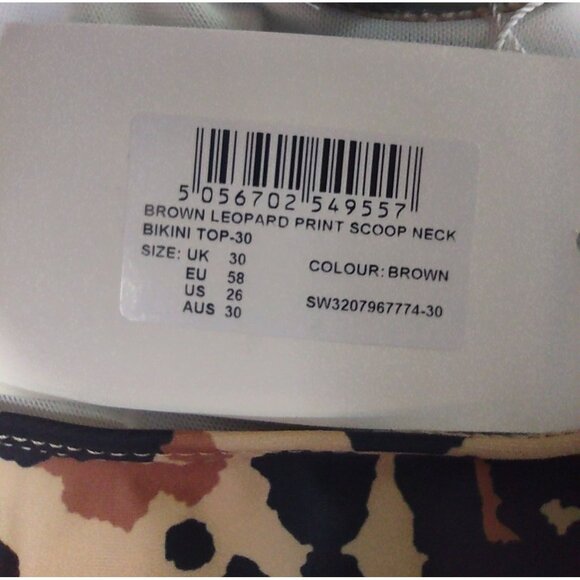 5 056702 549557
BROWN LEOPARD PRINT SCOOP NECK
BIKINI TOP-30
SIZE: UK 30
EU 58
COLOUR: BROWN
US 26
AUS 30
SW3207967774-30